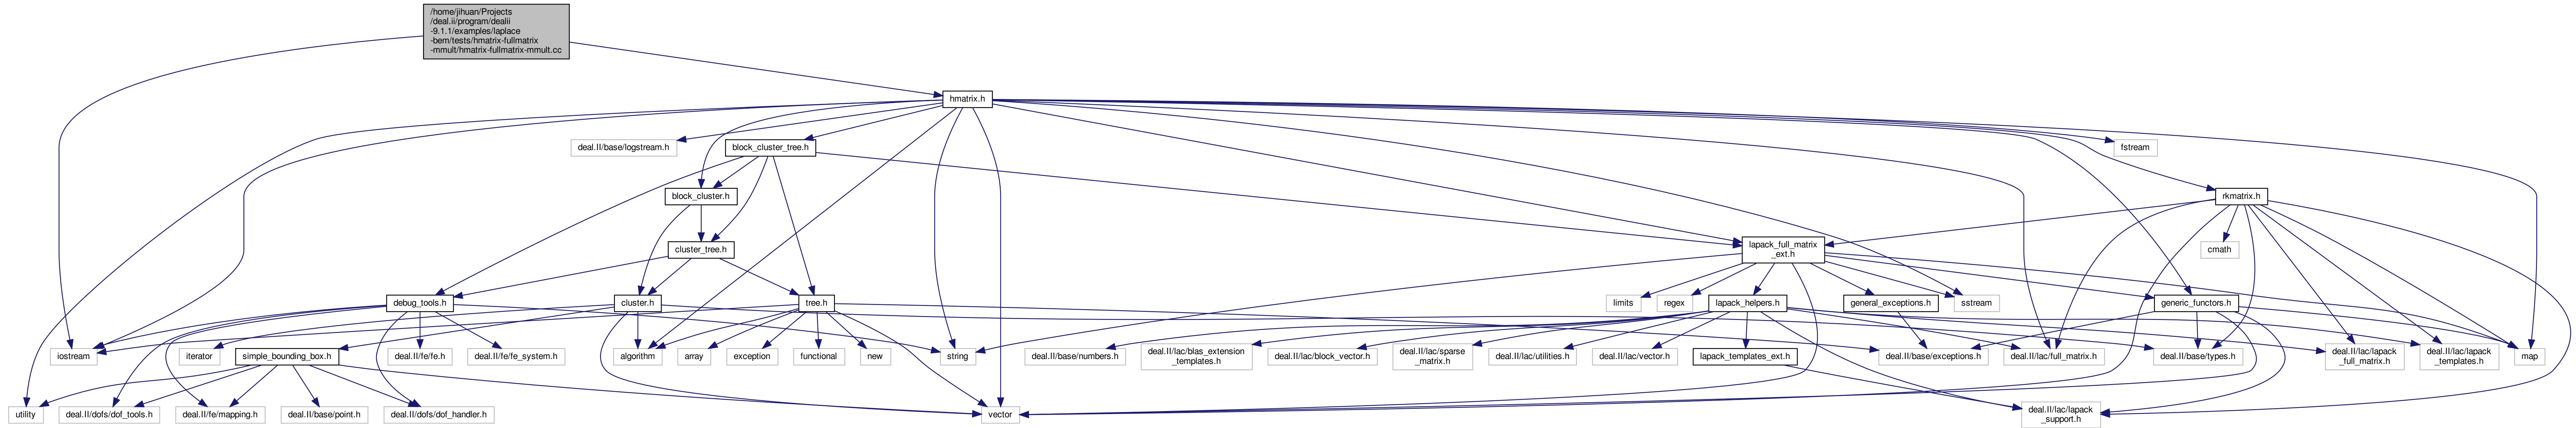 /home/jihuan/Projects
/deal.ii/program/dealii
-9.1.1/examples/laplace
-bem/tests/hmatrix-fullmatrix
-mmult/hmatrix-fullmatrix-mmult.cc
hmatrix.h
deal.II/base/logstream.h
block_cluster_tree.h
fstream
block_cluster.h
rkmatrix.h
cluster_tree.h
lapack_full_matrix
_ext.h
cmath
debug_tools.h
cluster.h
tree.h
limits
regex
lapack_helpers.h
general_exceptions.h
sstream
generic_functors.h
iostream
iterator
simple_bounding_box.h
deal.II/fe/fe.h
deal.II/fe/fe_system.h
algorithm
array
exception
functional
new
string
deal.II/base/numbers.h
deal.II/lac/blas_extension
_templates.h
deal.II/lac/block_vector.h
deal.II/lac/sparse
_matrix.h
deal.II/lac/utilities.h
deal.II/lac/vector.h
lapack_templates_ext.h
deal.II/base/exceptions.h
deal.II/lac/full_matrix.h
deal.II/base/types.h
deal.II/lac/lapack
_full_matrix.h
deal.II/lac/lapack
_templates.h
map
utility
deal.II/dofs/dof_tools.h
deal.II/fe/mapping.h
deal.II/base/point.h
deal.II/dofs/dof_handler.h
vector
deal.II/lac/lapack
_support.h